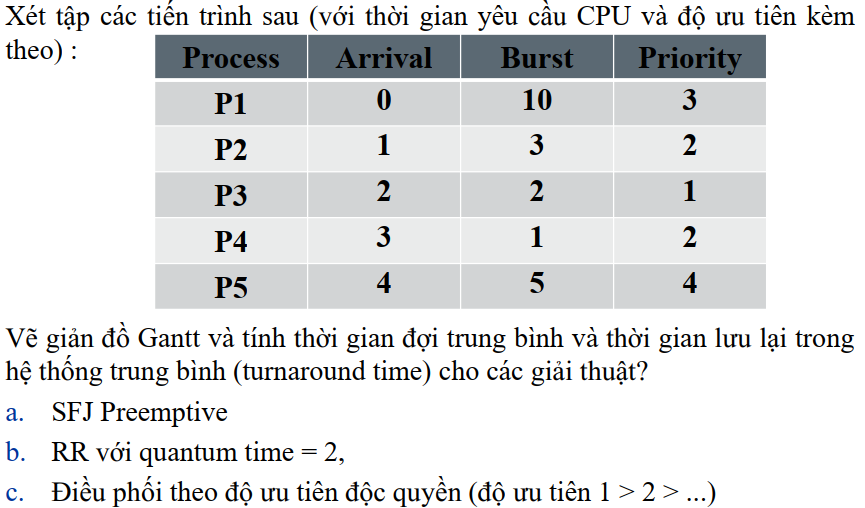 Xét tập các tiến trình sau (với thời gian yêu cầu CPU và độ ưu tiên kèm
theo) :
Process Arrival Burst Priority
P1 0 10 3
P2 1 3 2
P3 2 2 1
P4 3 1 2
P5 4 5 4
Vẽ giản đồ Gantt và tính thời gian đợi trung bình và thời gian lưu lại trong
hệ thống trung bình (turnaround time) cho các giải thuật?
a. SFJ Preemptive
b. RR với quantum time = 2,
c. Điều phối theo độ ưu tiên độc quyền (độ ưu tiên 1 > 2 > ...)